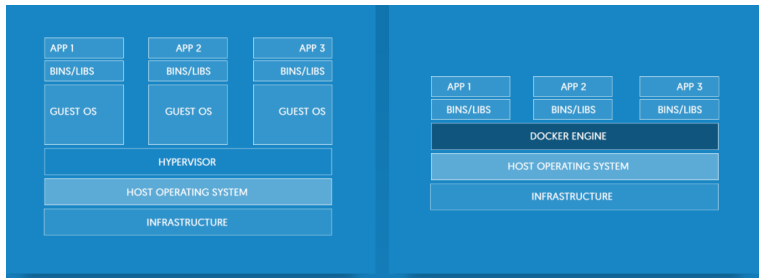 APP 1 APP 2 APP 3
BINS/LIBS BINS/LIBS BINS/LIBS
GUEST OS GUEST OS GUEST OS
HYPERVISOR
HOST OPERATING SYSTEM
INFRASTRUCTURE
APP 1 APP 2 APP 3
BINS/LIBS BINS/LIBS BINS/LIBS
DOCKER ENGINE
HOST OPERATING SYSTEM
INFRASTRUCTURE